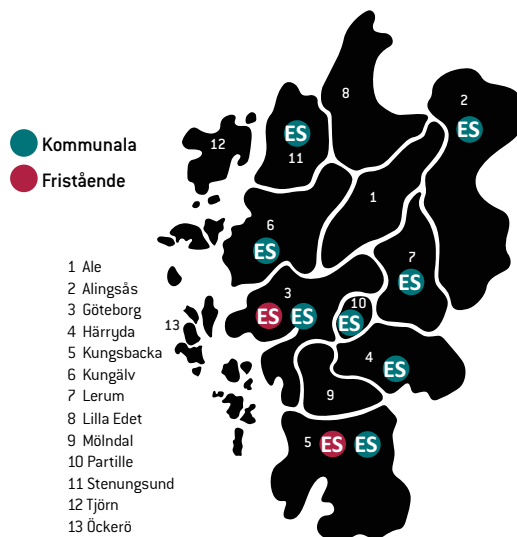 8
2
ES
ES
12
11
Kommunala
Fristående
1
6
ES
7
ES
3
10
ES
ES
ES
13
4
ES
9
5
ES
ES
1 Ale
2 Alingsås
3 Göteborg
4 Härryda
5 Kungsbacka
6 Kungälv
7 Lerum
8 Lilla Edet
9 Mölndal
10 Partille
11 Stenungsund
12 Tjörn
13 Öckerö